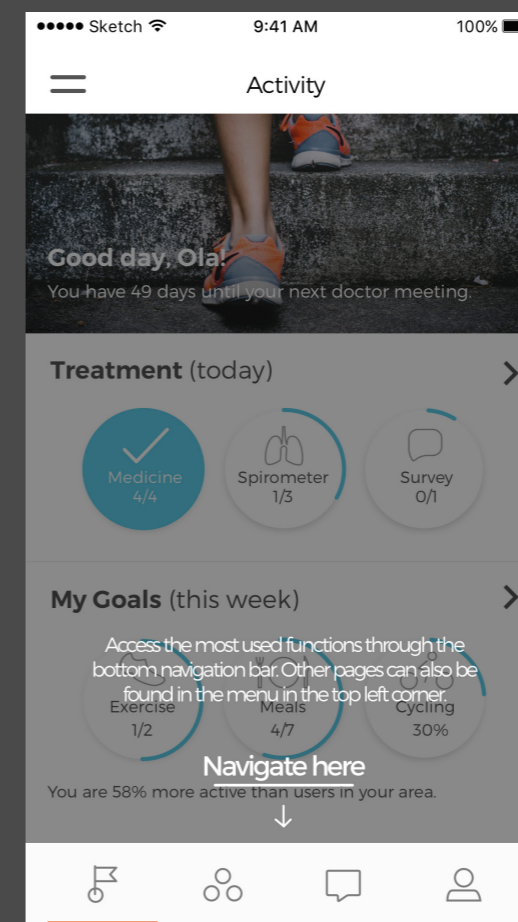 Sketch 9:41 AM 100%
Activity
Good day, Ola!
You have 49 days until your next doctor meeting.
Treatment (today)
Medicine Spirometer Survey
4/4 1/3 0/1
My Goals (this week)
Access the most used functions through the
bottom navigation bar. Other pages can also be
found in the menu in the top left corner.
Exercise Meals Cycling
1/2 4/7 30%
Navigate here
You are 58% more active than users in your area.